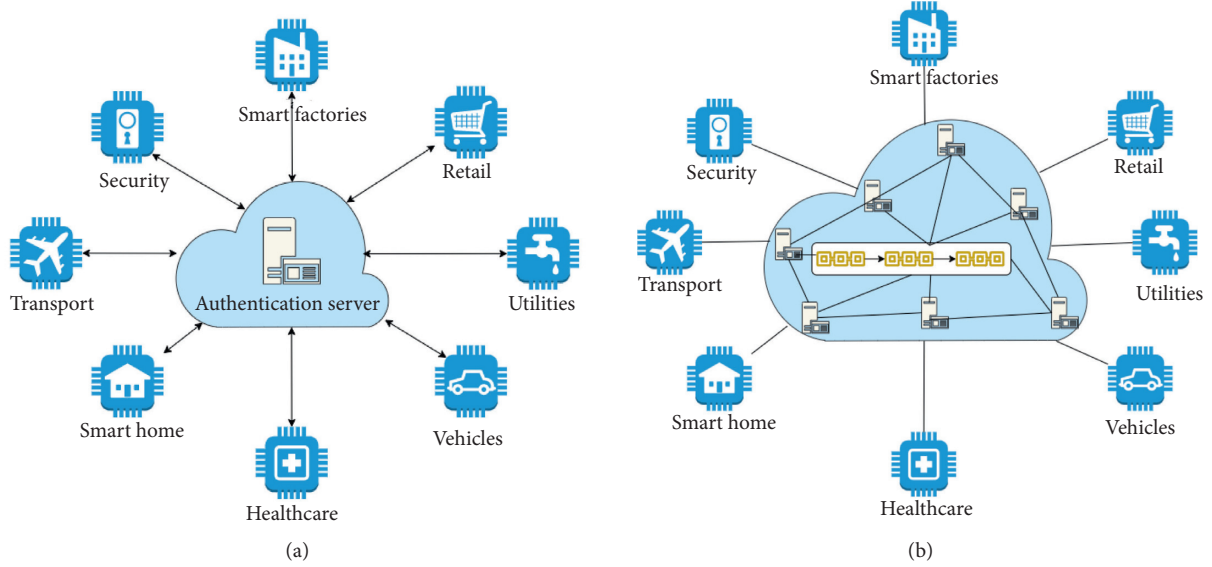 Smart factories
Security
Retail
Transport
Authentication server
Utilities
Smart home
Vehicles
Healthcare
(a)
Smart factories
Security
Retail
Transport
Utilities
Smart home
Vehicles
Healthcare
(b)